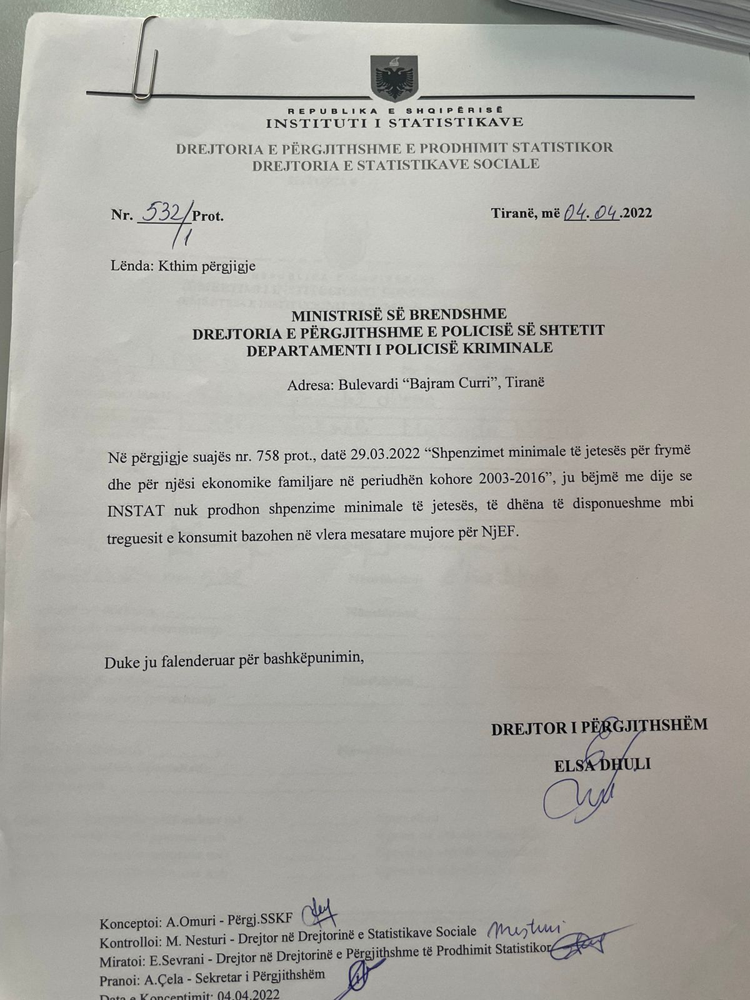 REPUBLIKA E SHQIPËRISË
INSTITUTI I STATISTIKAVE
DREJTORIA E PËRGJITHSHME E PRODHIMIT STATISTIKOR
DREJTORIA E STATISTIKAVE SOCIALE
Nr. 532/1 Prot. Tiranë, më 04.04.2022
Lënda: Kthim përgjigje
MINISTRISË SË BRENDSHME
DREJTORIA E PËRGJITHSHME E POLICISË SË SHTETIT
DEPARTAMENTI I POLICISË KRIMINALE
Adresa: Bulevardi “Bajram Curri”, Tiranë
Në përgjigje suajës nr. 758 prot., datë 29.03.2022 “Shpenzimet minimale të jetesës për frymë
dhe për njësi ekonomike familjare në periudhën kohore 2003-2016”, ju bëjmë me dije se
INSTAT nuk prodhon shpenzime minimale të jetesës, të dhëna të disponueshme mbi
treguesit e konsumit bazohen në vlera mesatare mujore për NjEF.
Duke ju falenderuar për bashkëpunimin,
DREJTOR I PËRGJITHSHËM
ELSA DHULI
Konceptoi: A.Omuri - Përgj.SSKF
Kontrolloi: M. Nesturi - Drejtor në Drejtorinë e Statistikave Sociale Mesturi
Miratoi: E.Sevrani - Drejtor në Drejtorinë e Përgjithshme të Prodhimit Statistikor
Pranoi: A.Çela - Sekretar i Përgjithshëm
Data e Konceptimit: 04.04.2022